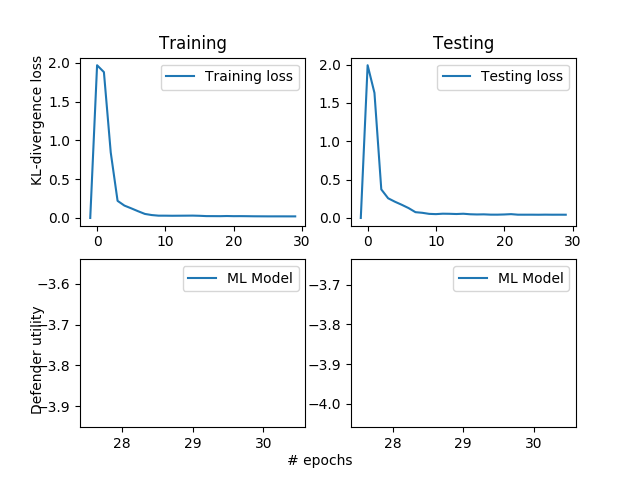 Training
Testing
KL-divergence loss
2.0
1.5
1.0
0.5
0.0
Training loss
0 10 20 30
2.0
1.5
1.0
0.5
0.0
Testing loss
0 10 20 30
Defender utility
−3.6
−3.7
−3.8
−3.9
ML Model
28 29 30
−3.7
−3.8
−3.9
−4.0
ML Model
28 29 30
# epochs